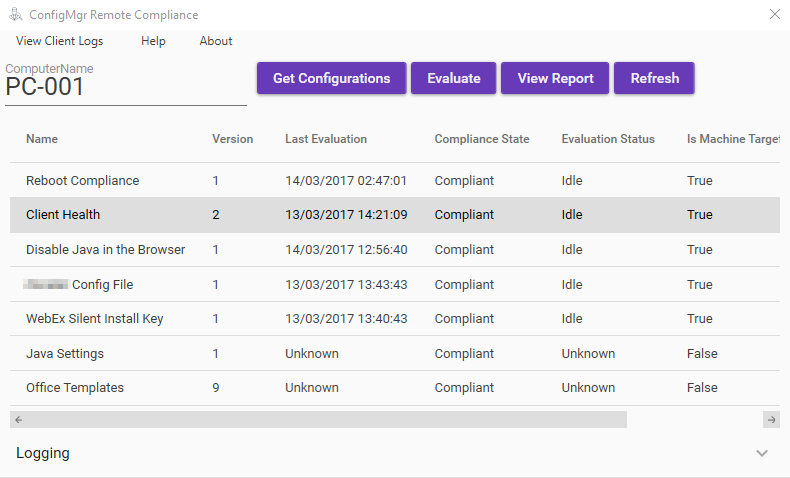 ConfigMgr Remote Compliance
View Client Logs Help About
ComputerName
PC-001
Get Configurations Evaluate View Report Refresh
Name Version Last Evaluation Compliance State Evaluation Status Is Machine Target
Reboot Compliance 1 14/03/2017 02:47:01 Compliant Idle True
Client Health 2 13/03/2017 14:21:09 Compliant Idle True
Disable Java in the Browser 1 14/03/2017 12:56:40 Compliant Idle True
Config File 1 13/03/2017 13:43:43 Compliant Idle True
WebEx Silent Install Key 1 13/03/2017 13:40:43 Compliant Idle True
Java Settings 1 Unknown Compliant Unknown False
Office Templates 9 Unknown Compliant Unknown False
Logging